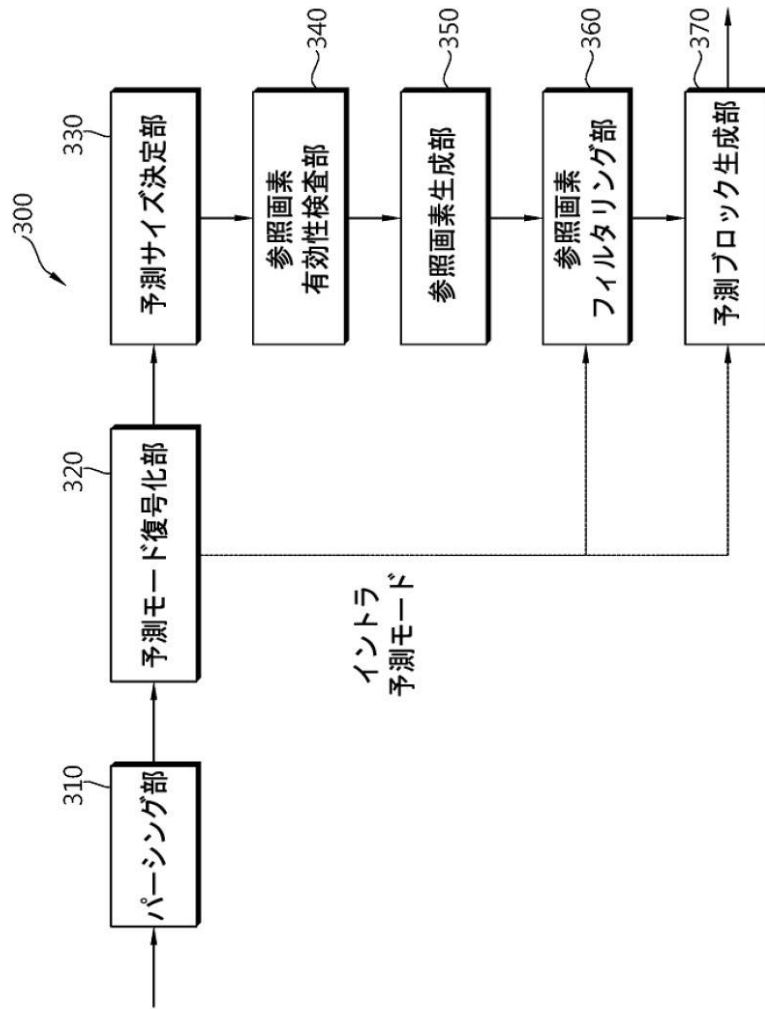 300
310
パーシング部
320
予測モード復号化部
330
予測サイズ決定部
340
参照画素
有効性検査部
350
参照画素生成部
360
参照画素
フィルタリング部
370
予測ブロック生成部
イントラ
予測モード